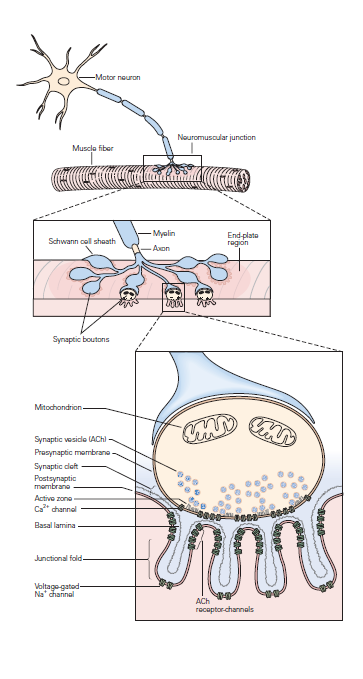 Motor neuron
Neuromuscular junction
Muscle fiber
Myelin
Schwann cell sheath
Axon
End-plate
region
Synaptic boutons
Mitochondrion
Synaptic vesicle (ACh)
Presynaptic membrane
Synaptic cleft
Postsynaptic
membrane
Active zone
Ca²⁺ channel
Basal lamina
Junctional fold
Voltage-gated
Na⁺ channel
ACh
receptor-channels